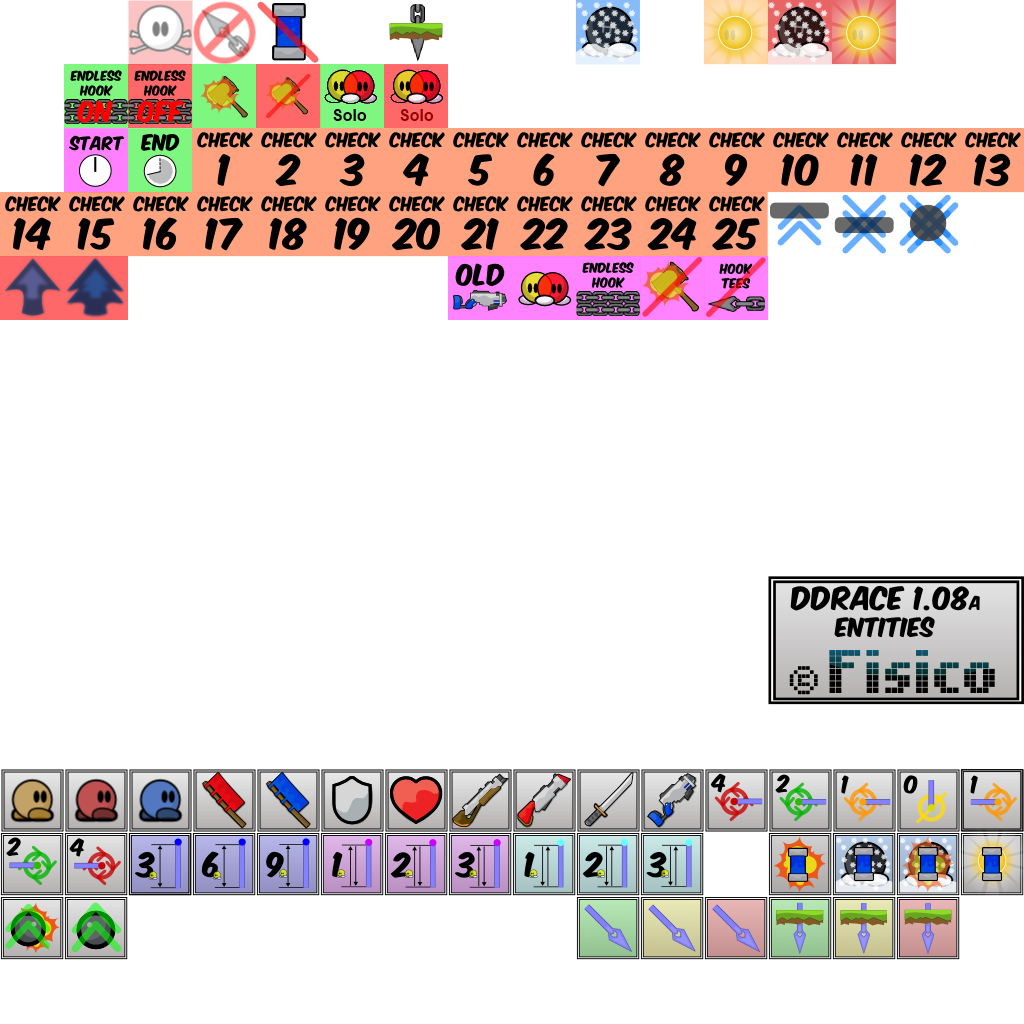 ENDLESS HOOK ON
ENDLESS HOOK OFF
Solo
Solo
START
END
CHECK 1
CHECK 2
CHECK 3
CHECK 4
CHECK 5
CHECK 6
CHECK 7
CHECK 8
CHECK 9
CHECK 10
CHECK 11
CHECK 12
CHECK 13
CHECK 14
CHECK 15
CHECK 16
CHECK 17
CHECK 18
CHECK 19
CHECK 20
CHECK 21
CHECK 22
CHECK 23
CHECK 24
CHECK 25
OLD
ENDLESS HOOK
HOOK TEES
DDRACE 1.08A
ENTITIES
© Fisico
4 2 1 0 1
2 4 3 6 9 1 2 3 1 2 3